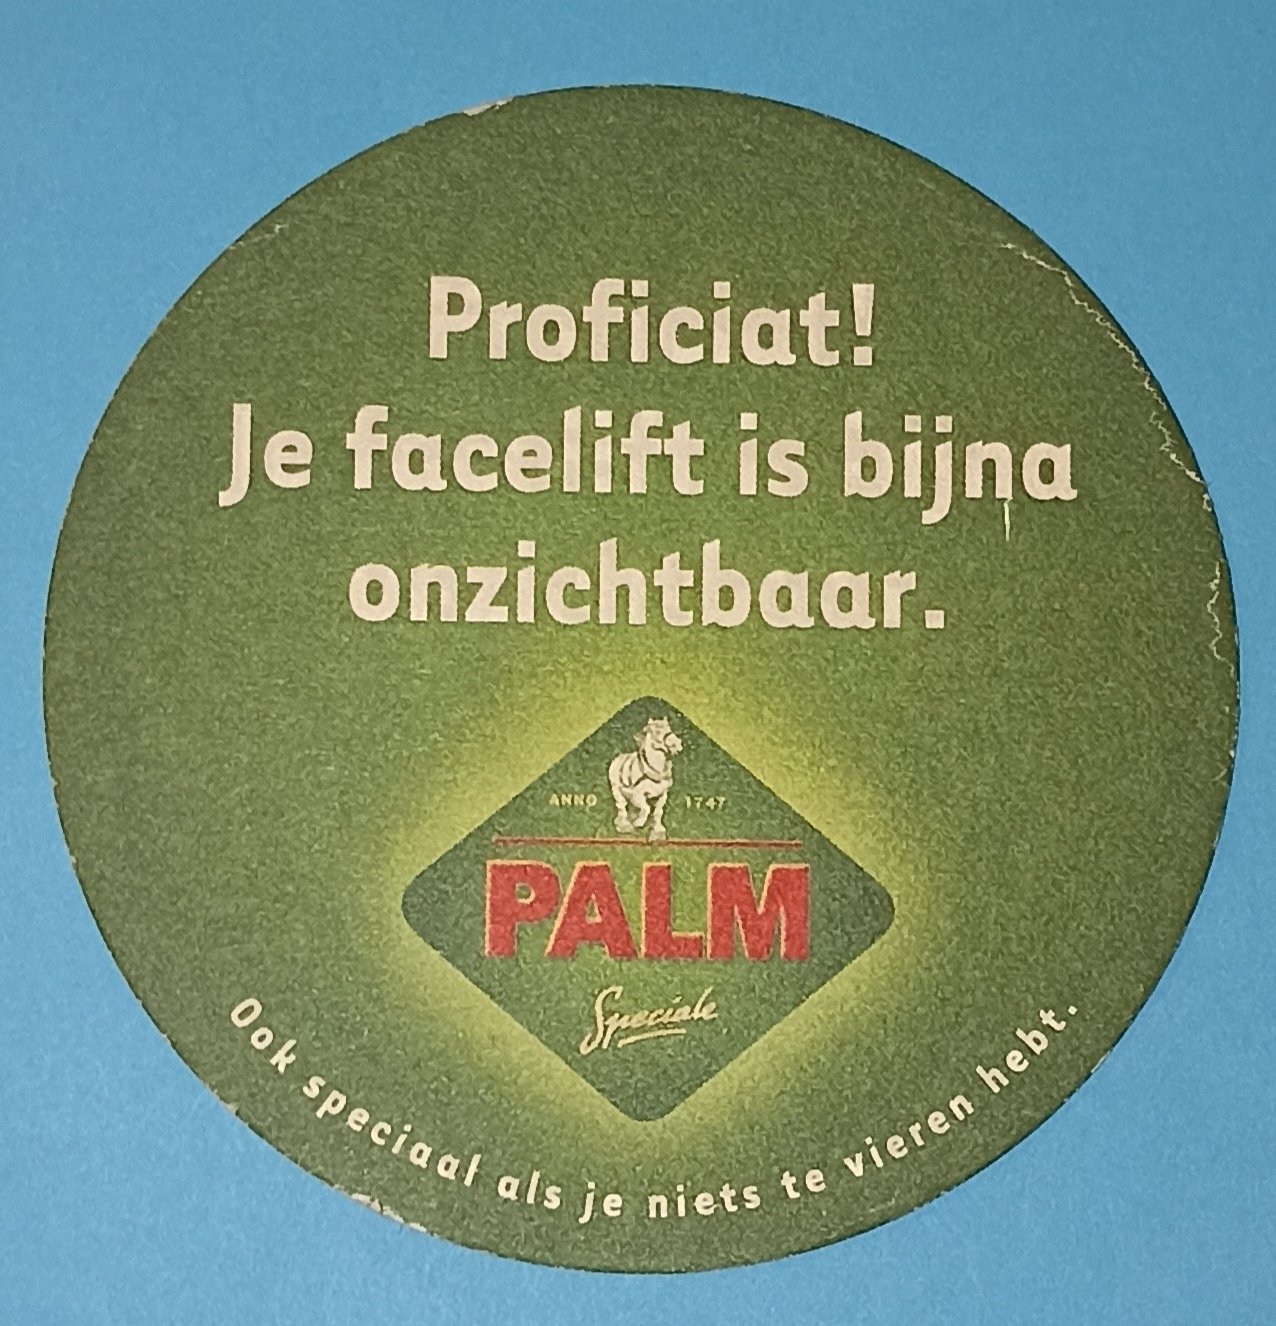 Proficiat!
Je facelift is bijna
onzichtbaar.
ANNO 1747
PALM
Speciale
Ook speciaal als je niets te vieren hebt.